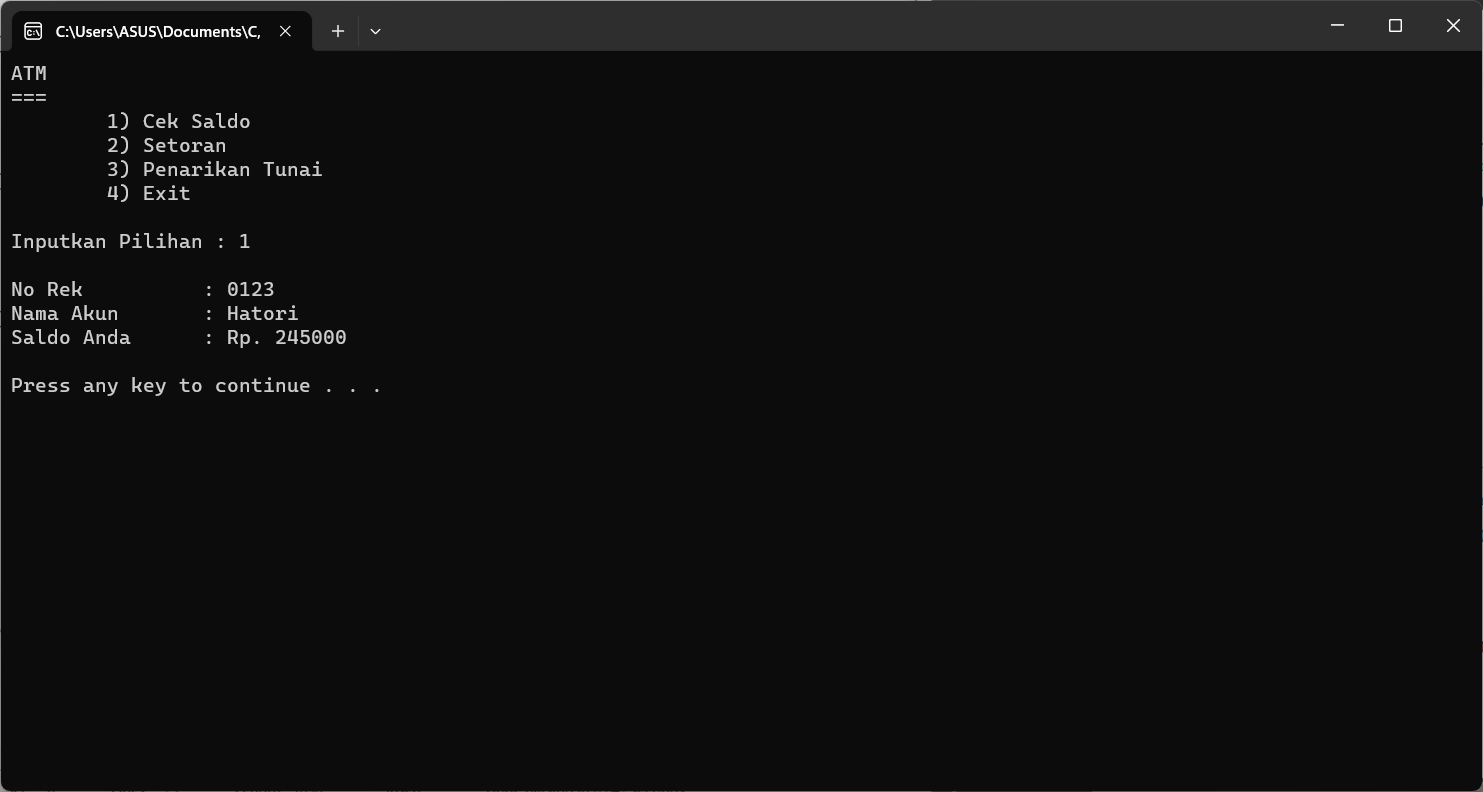 C:\Users\ASUS\Documents\C,
ATM
===
1) Cek Saldo
2) Setoran
3) Penarikan Tunai
4) Exit
Inputkan Pilihan : 1
No Rek : 0123
Nama Akun : Hatori
Saldo Anda : Rp. 245000
Press any key to continue . . .